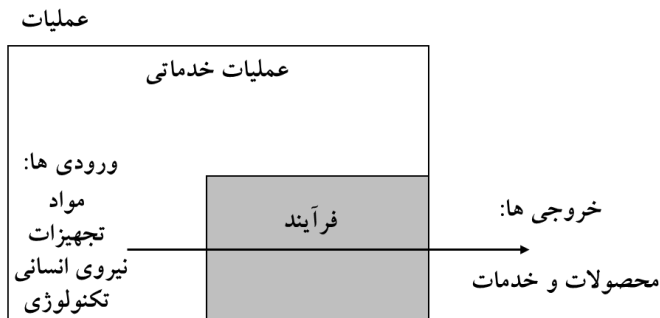 عملیات
عملیات خدماتی
ورودی ها:
مواد
تجهیزات
نیروی انسانی
تکنولوژی
فرآیند
خروجی ها:
محصولات و خدمات